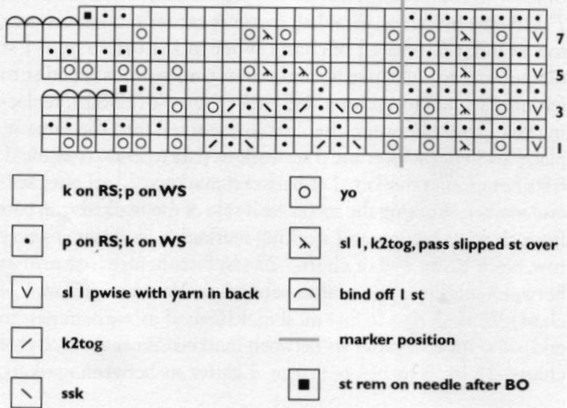 7
5
3
1
k on RS; p on WS
yo
p on RS; k on WS
sl 1, k2tog, pass slipped st over
sl 1 pwise with yarn in back
bind off 1 st
k2tog
marker position
ssk
st rem on needle after BO